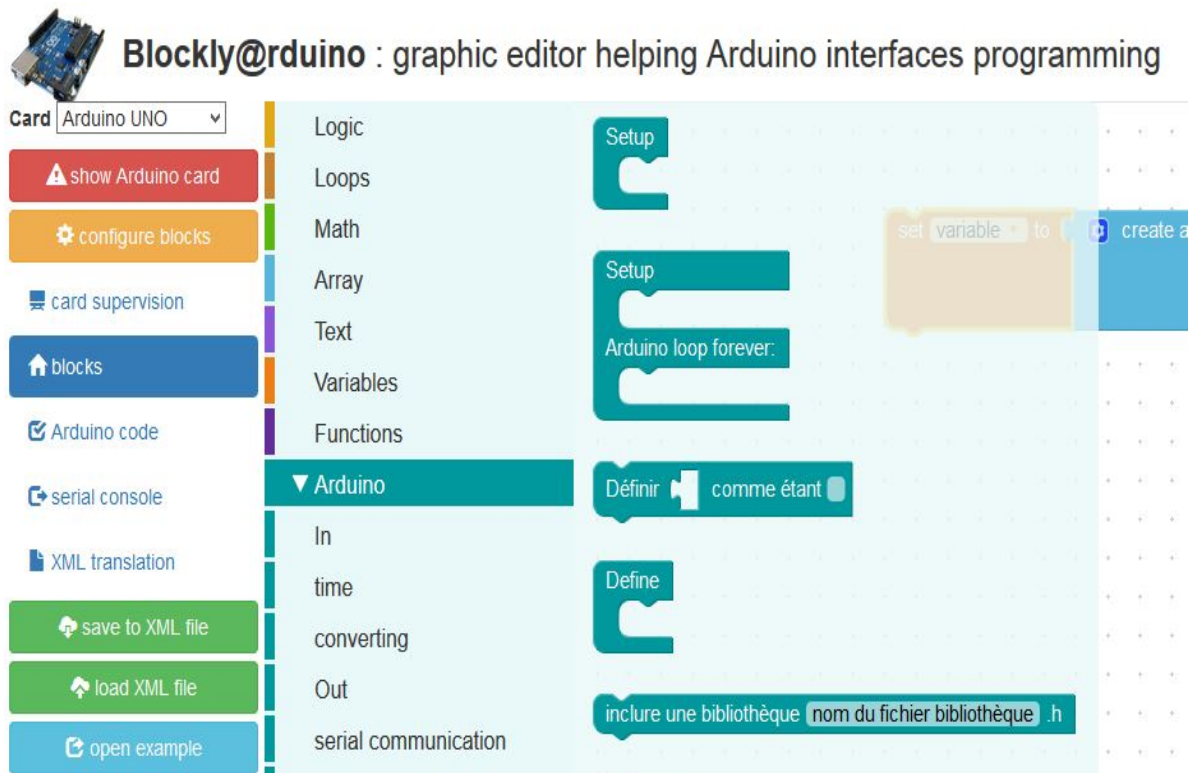 Blockly@rduino : graphic editor helping Arduino interfaces programming
Card Arduino UNO
show Arduino card
configure blocks
card supervision
blocks
Arduino code
serial console
XML translation
save to XML file
load XML file
open example
Logic
Loops
Math
Array
Text
Variables
Functions
Arduino
In
time
converting
Out
serial communication
Setup
Setup
Arduino loop forever:
Définir comme étant
Define
inclure une bibliothèque nom du fichier bibliothèque .h
set variable to create a